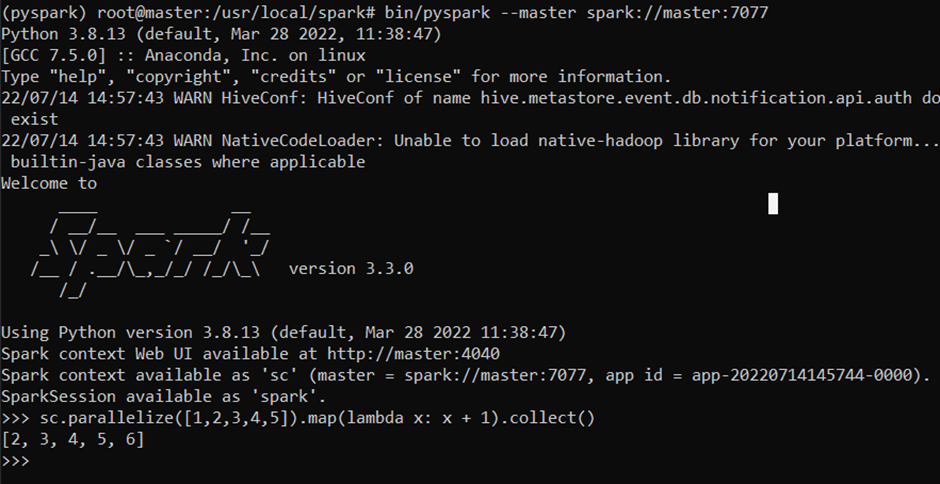 (pyspark) root@master:/usr/local/spark# bin/pyspark --master spark://master:7077
Python 3.8.13 (default, Mar 28 2022, 11:38:47)
[GCC 7.5.0] :: Anaconda, Inc. on linux
Type "help", "copyright", "credits" or "license" for more information.
22/07/14 14:57:43 WARN HiveConf: HiveConf of name hive.metastore.event.db.notification.api.auth do
 exist
22/07/14 14:57:43 WARN NativeCodeLoader: Unable to load native-hadoop library for your platform...
 builtin-java classes where applicable
Welcome to
      ____              __
     / __/__  ___ _____/ /__
    _\ \/ _ \/ _ `/ __/  '_/
   /__ / .__/\_,_/_/ /_/\_\   version 3.3.0
      /_/
Using Python version 3.8.13 (default, Mar 28 2022 11:38:47)
Spark context Web UI available at http://master:4040
Spark context available as 'sc' (master = spark://master:7077, app id = app-20220714145744-0000).
SparkSession available as 'spark'.
>>> sc.parallelize([1,2,3,4,5]).map(lambda x: x + 1).collect()
[2, 3, 4, 5, 6]
>>>